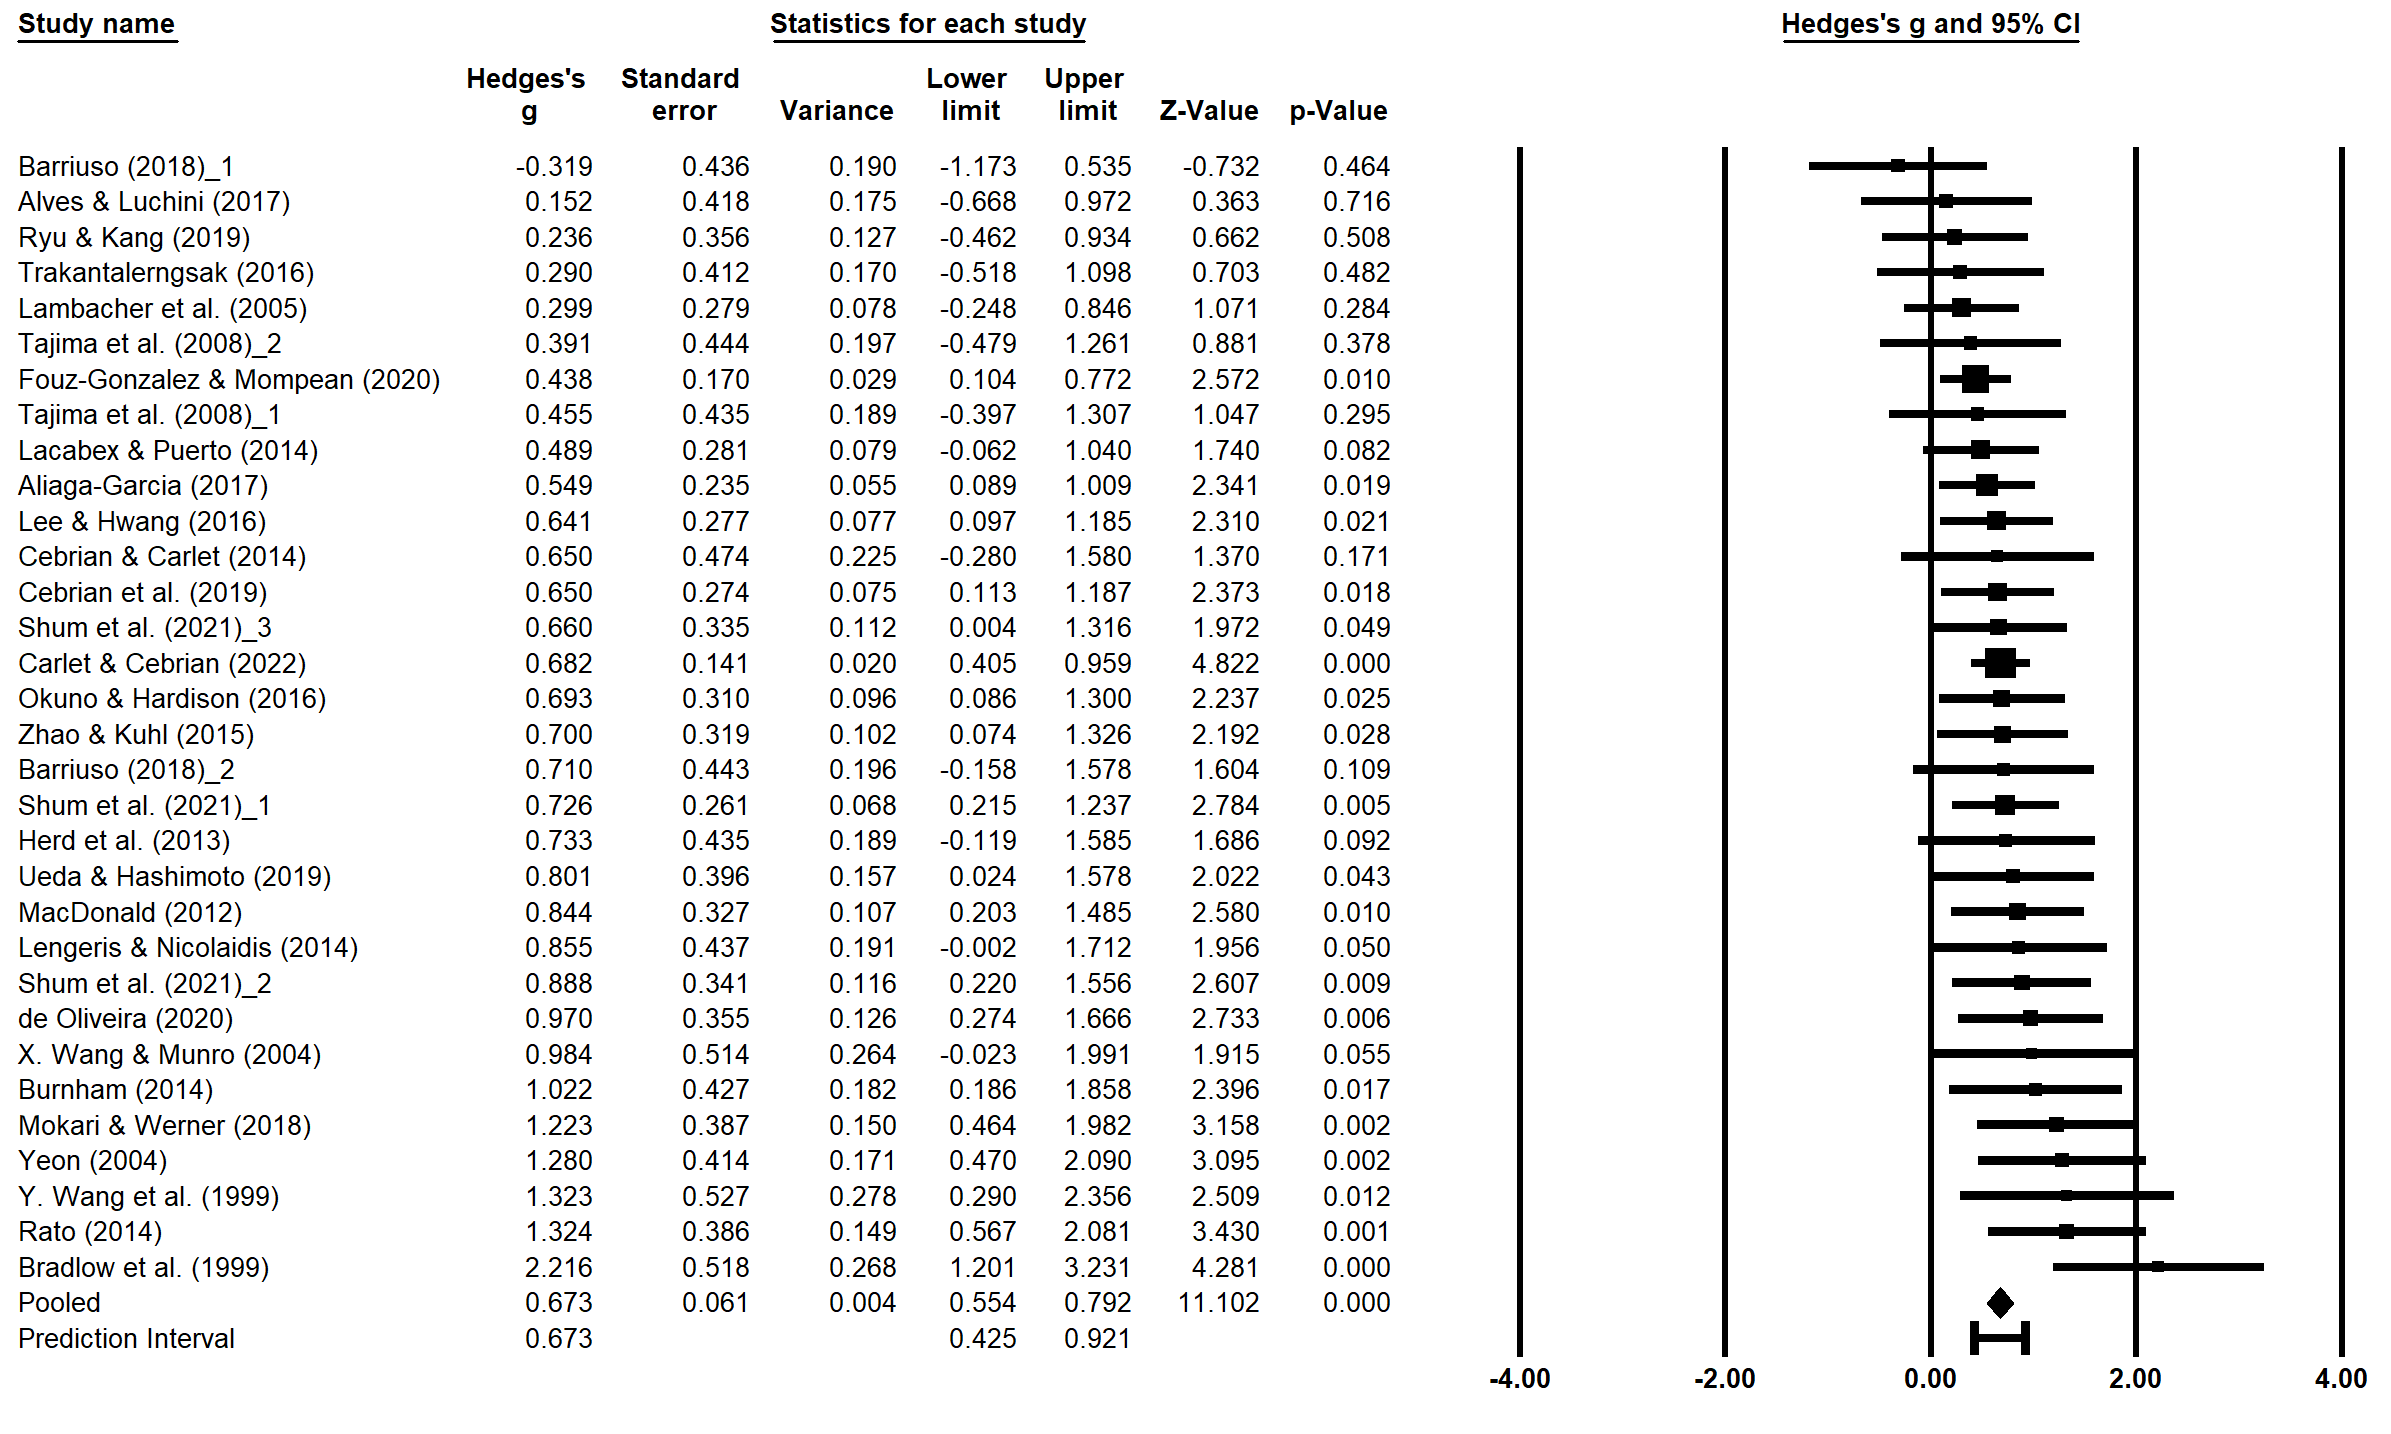 Study name Statistics for each study Hedges's g and 95% CI
Hedges's Standard Lower Upper
g error Variance limit limit Z-Value p-Value
Barriuso (2018)_1 -0.319 0.436 0.190 -1.173 0.535 -0.732 0.464
Alves & Luchini (2017) 0.152 0.418 0.175 -0.668 0.972 0.363 0.716
Ryu & Kang (2019) 0.236 0.356 0.127 -0.462 0.934 0.662 0.508
Trakantalerngsak (2016) 0.290 0.412 0.170 -0.518 1.098 0.703 0.482
Lambacher et al. (2005) 0.299 0.279 0.078 -0.248 0.846 1.071 0.284
Tajima et al. (2008)_2 0.391 0.444 0.197 -0.479 1.261 0.881 0.378
Fouz-Gonzalez & Mompean (2020) 0.438 0.170 0.029 0.104 0.772 2.572 0.010
Tajima et al. (2008)_1 0.455 0.435 0.189 -0.397 1.307 1.047 0.295
Lacabex & Puerto (2014) 0.489 0.281 0.079 -0.062 1.040 1.740 0.082
Aliaga-Garcia (2017) 0.549 0.235 0.055 0.089 1.009 2.341 0.019
Lee & Hwang (2016) 0.641 0.277 0.077 0.097 1.185 2.310 0.021
Cebrian & Carlet (2014) 0.650 0.474 0.225 -0.280 1.580 1.370 0.171
Cebrian et al. (2019) 0.650 0.274 0.075 0.113 1.187 2.373 0.018
Shum et al. (2021)_3 0.660 0.335 0.112 0.004 1.316 1.972 0.049
Carlet & Cebrian (2022) 0.682 0.141 0.020 0.405 0.959 4.822 0.000
Okuno & Hardison (2016) 0.693 0.310 0.096 0.086 1.300 2.237 0.025
Zhao & Kuhl (2015) 0.700 0.319 0.102 0.074 1.326 2.192 0.028
Barriuso (2018)_2 0.710 0.443 0.196 -0.158 1.578 1.604 0.109
Shum et al. (2021)_1 0.726 0.261 0.068 0.215 1.237 2.784 0.005
Herd et al. (2013) 0.733 0.435 0.189 -0.119 1.585 1.686 0.092
Ueda & Hashimoto (2019) 0.801 0.396 0.157 0.024 1.578 2.022 0.043
MacDonald (2012) 0.844 0.327 0.107 0.203 1.485 2.580 0.010
Lengeris & Nicolaidis (2014) 0.855 0.437 0.191 -0.002 1.712 1.956 0.050
Shum et al. (2021)_2 0.888 0.341 0.116 0.220 1.556 2.607 0.009
de Oliveira (2020) 0.970 0.355 0.126 0.274 1.666 2.733 0.006
X. Wang & Munro (2004) 0.984 0.514 0.264 -0.023 1.991 1.915 0.055
Burnham (2014) 1.022 0.427 0.182 0.186 1.858 2.396 0.017
Mokari & Werner (2018) 1.223 0.387 0.150 0.464 1.982 3.158 0.002
Yeon (2004) 1.280 0.414 0.171 0.470 2.090 3.095 0.002
Y. Wang et al. (1999) 1.323 0.527 0.278 0.290 2.356 2.509 0.012
Rato (2014) 1.324 0.386 0.149 0.567 2.081 3.430 0.001
Bradlow et al. (1999) 2.216 0.518 0.268 1.201 3.231 4.281 0.000
Pooled 0.673 0.061 0.004 0.554 0.792 11.102 0.000
Prediction Interval 0.673 0.425 0.921
-4.00 -2.00 0.00 2.00 4.00